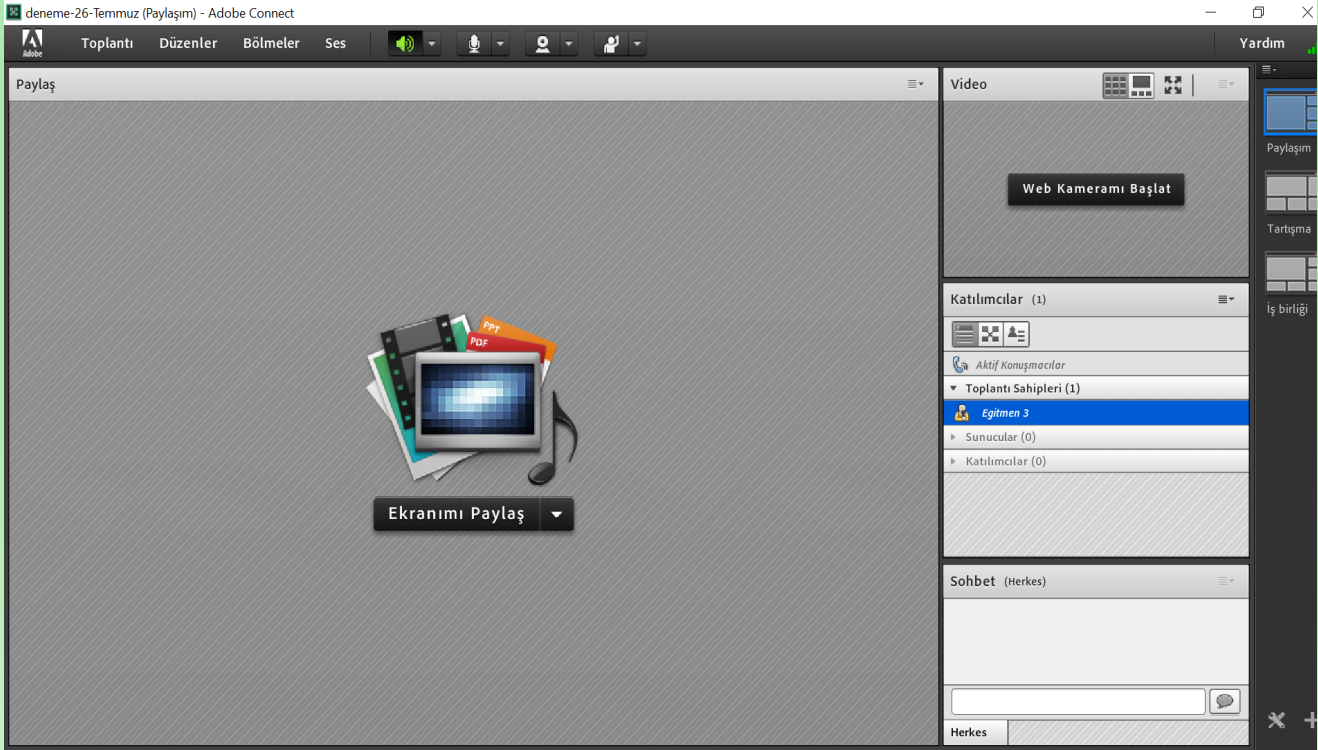 deneme-26-Temmuz (Paylaşım) - Adobe Connect
Adobe
Toplantı Düzenler Bölmeler Ses Yardım
Paylaş
PPT
PDF
Ekranımı Paylaş
Video
Web Kameramı Başlat
Katılımcılar (1)
Aktif Konuşmacılar
Toplantı Sahipleri (1)
Egitmen 3
Sunucular (0)
Katılımcılar (0)
Sohbet (Herkes)
Herkes
Paylaşım
Tartışma
İş birliği